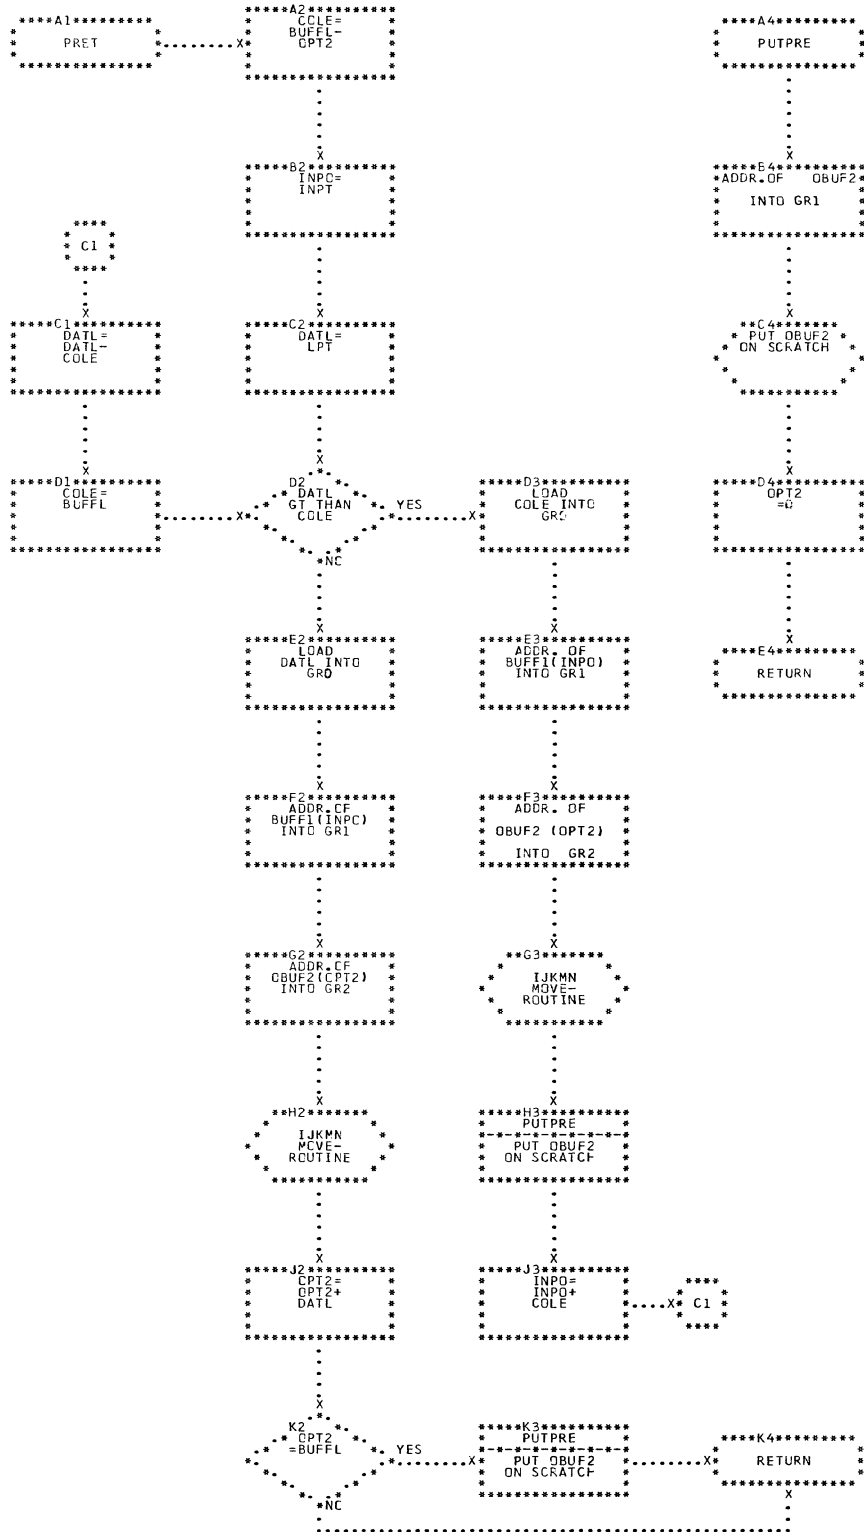 A1
PRET
A2
COLE=
BUFFL-
OPT2
A4
PUTPRE
B2
INPO=
INPT
B4
ADDR.OF OBUF2
INTO GR1
C1
C1
DATL=
DATL-
COLE
C2
DATL=
LPT
C4
PUT OBUF2
ON SCRATCH
D1
COLE=
BUFFL
D2
DATL
GT THAN
COLE
YES
NO
D3
LOAD
COLE INTO
GR0
D4
OPT2
=0
E2
LOAD
DATL INTO
GR0
E3
ADDR. OF
BUFF1(INPO)
INTO GR1
E4
RETURN
F2
ADDR.OF
BUFF1(INPO)
INTO GR1
F3
ADDR. OF
OBUF2 (OPT2)
INTO GR2
G2
ADDR.OF
OBUF2(OPT2)
INTO GR2
G3
IJKMN
MOVE-
ROUTINE
H2
IJKMN
MOVE-
ROUTINE
H3
PUTPRE
PUT OBUF2
ON SCRATCH
J2
OPT2=
OPT2+
DATL
J3
INPO=
INPO+
COLE
C1
K2
OPT2
=BUFFL
YES
NO
K3
PUTPRE
PUT OBUF2
ON SCRATCH
K4
RETURN